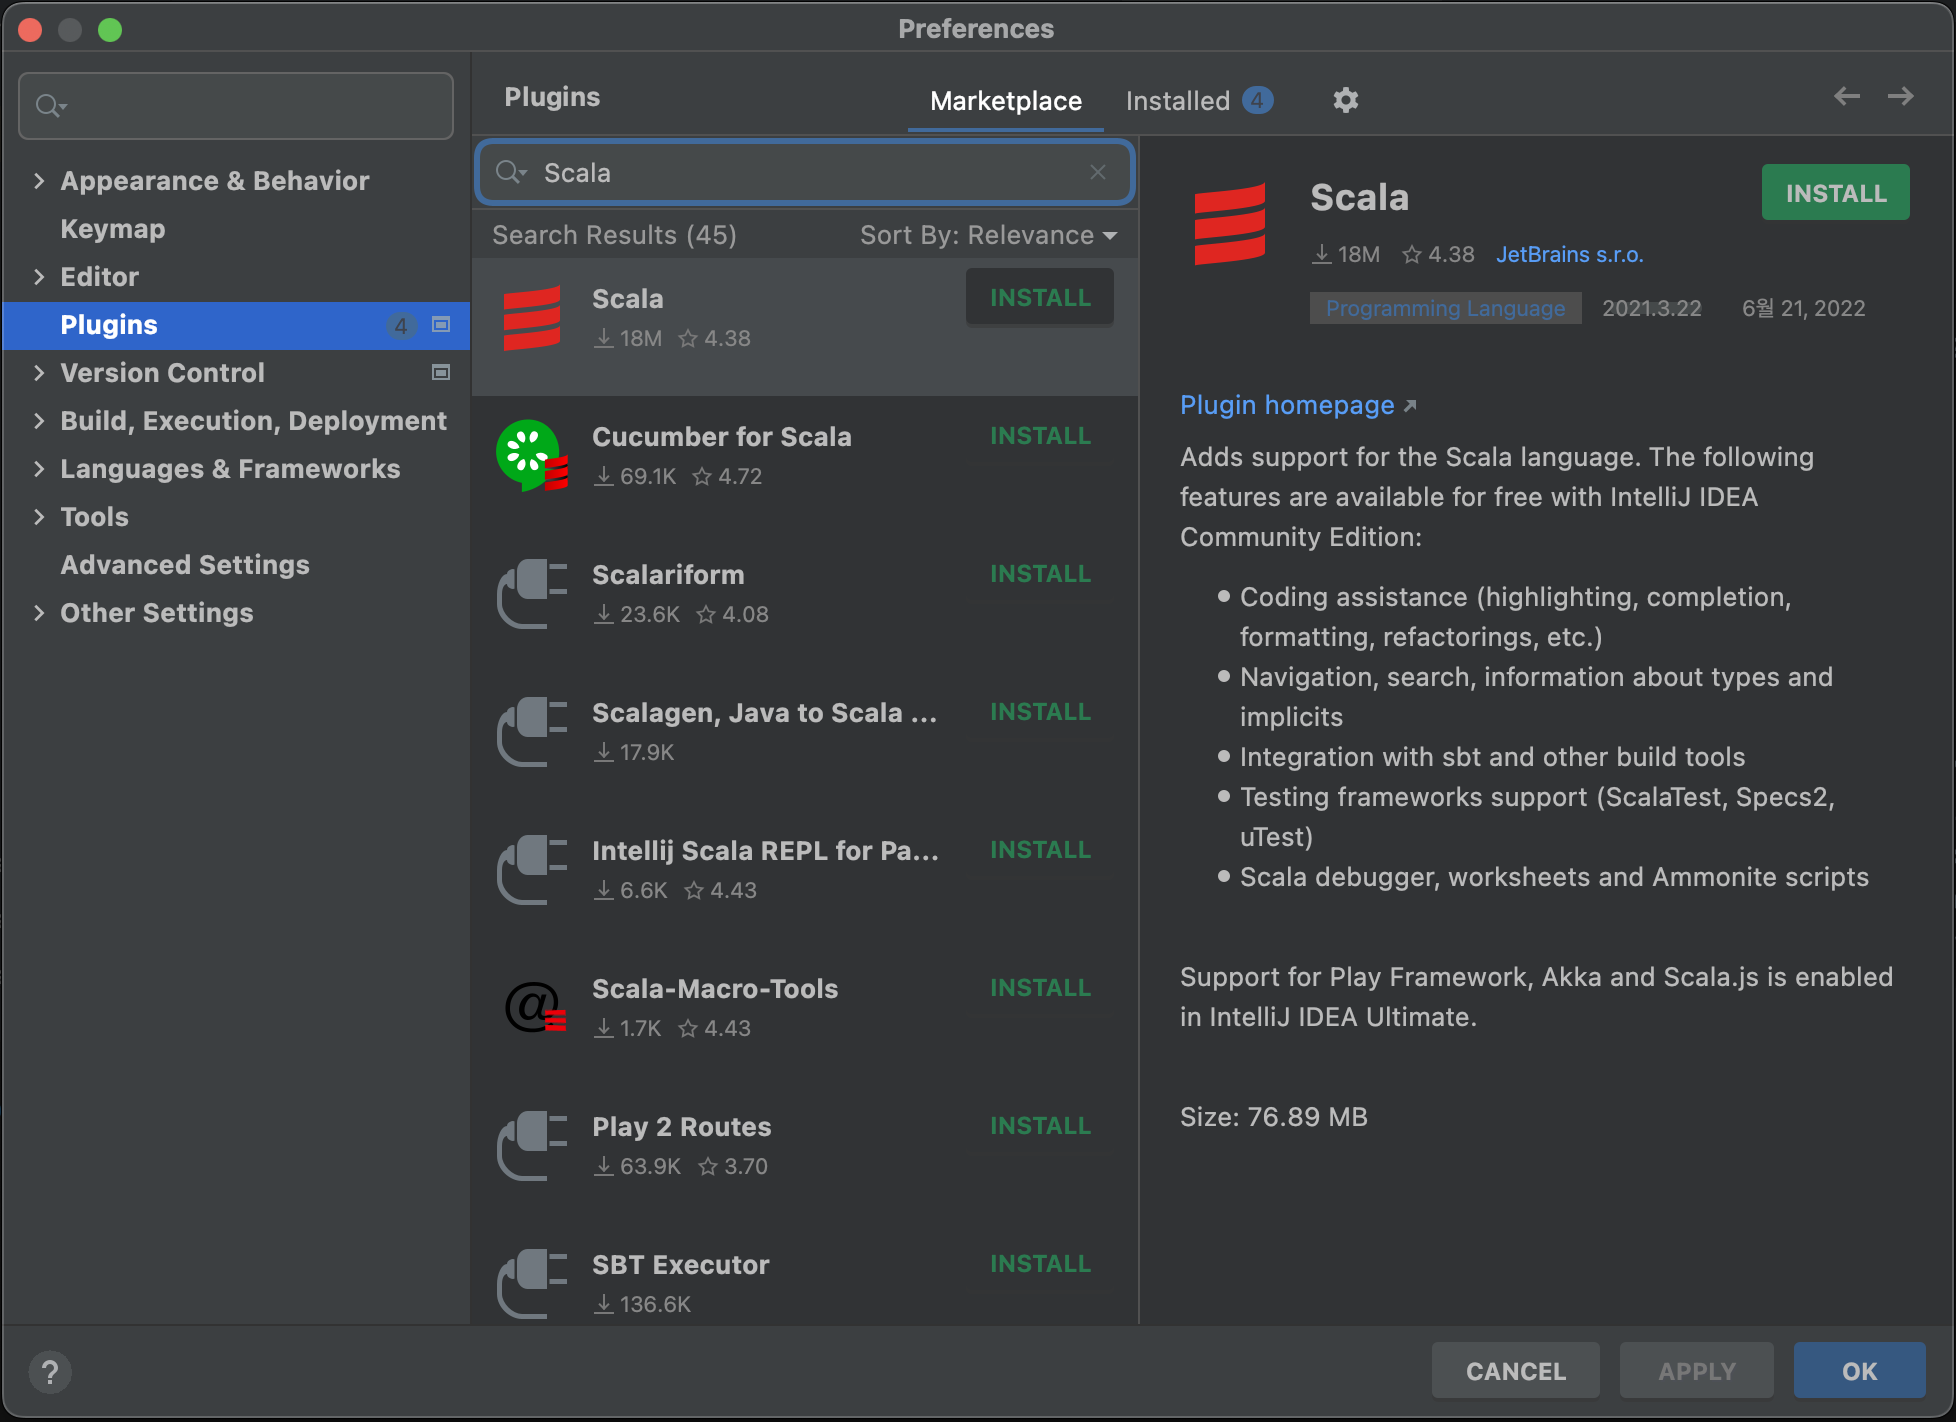 Preferences
Appearance & Behavior
Keymap
Editor
Plugins 4
Version Control
Build, Execution, Deployment
Languages & Frameworks
Tools
Advanced Settings
Other Settings
Plugins
Marketplace
Installed 4
Scala
Search Results (45)
Sort By: Relevance
Scala
INSTALL
18M 4.38
Cucumber for Scala
INSTALL
69.1K 4.72
Scalariform
INSTALL
23.6K 4.08
Scalagen, Java to Scala ...
INSTALL
17.9K
Intellij Scala REPL for Pa...
INSTALL
6.6K 4.43
Scala-Macro-Tools
INSTALL
1.7K 4.43
Play 2 Routes
INSTALL
63.9K 3.70
SBT Executor
INSTALL
136.6K
Scala
INSTALL
18M 4.38 JetBrains s.r.o.
Programming Language 2021.3.22 6월 21, 2022
Plugin homepage
Adds support for the Scala language. The following
features are available for free with IntelliJ IDEA
Community Edition:
Coding assistance (highlighting, completion,
formatting, refactorings, etc.)
Navigation, search, information about types and
implicits
Integration with sbt and other build tools
Testing frameworks support (ScalaTest, Specs2,
uTest)
Scala debugger, worksheets and Ammonite scripts
Support for Play Framework, Akka and Scala.js is enabled
in IntelliJ IDEA Ultimate.
Size: 76.89 MB
?
CANCEL
APPLY
OK